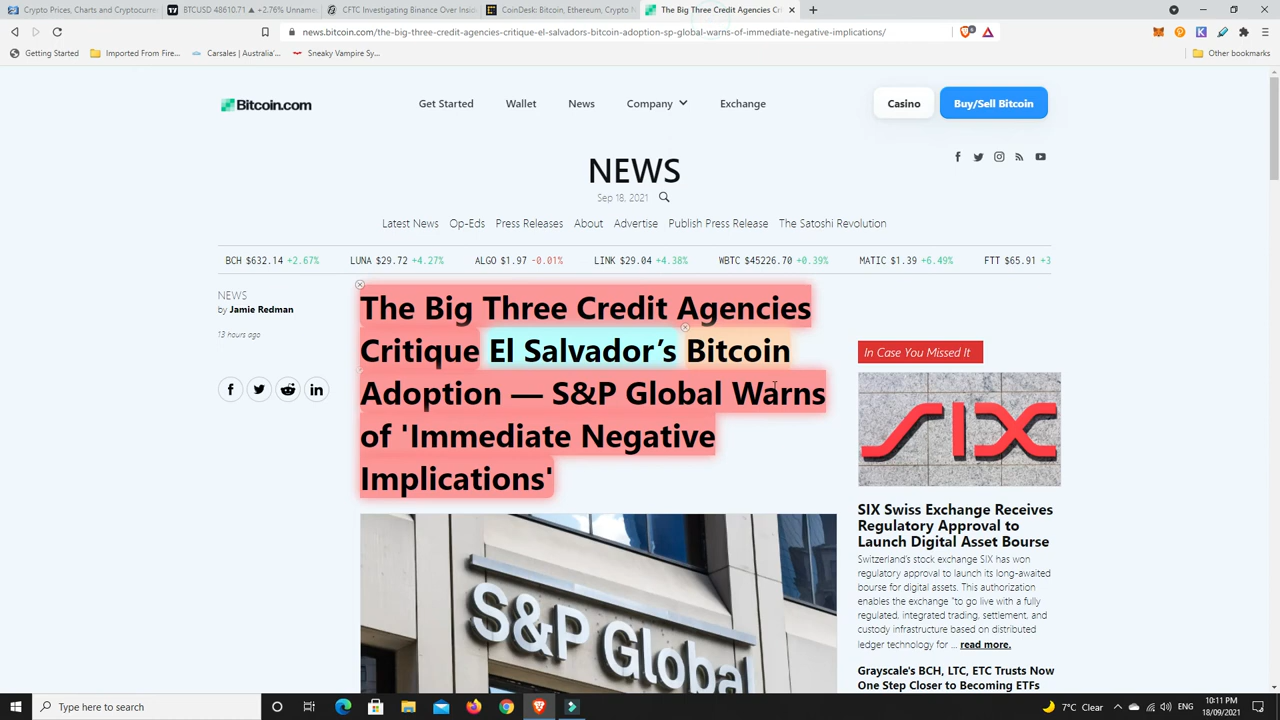 Crypto Prices, Charts and Cryptocurr
BTCUSD 48610.71 ▲ +2.76% Unname
CFTC Investigating Binance Over Insi
CoinDesk: Bitcoin, Ethereum, Crypto N
The Big Three Credit Agencies Cri
news.bitcoin.com/the-big-three-credit-agencies-critique-el-salvadors-bitcoin-adoption-sp-global-warns-of-immediate-negative-implications/
Getting Started
Imported From Fire...
Carsales | Australia'...
Sneaky Vampire Sy...
Other bookmarks
Bitcoin.com
Get Started
Wallet
News
Company
Exchange
Casino
Buy/Sell Bitcoin
NEWS
Sep 18, 2021
Latest News
Op-Eds
Press Releases
About
Advertise
Publish Press Release
The Satoshi Revolution
BCH $632.14 +2.67%
LUNA $29.72 +4.27%
ALGO $1.97 -0.01%
LINK $29.04 +4.38%
WBTC $45226.70 +0.39%
MATIC $1.39 +6.49%
FTT $65.91 +3
NEWS
by Jamie Redman
13 hours ago
The Big Three Credit Agencies
Critique El Salvador’s Bitcoin
Adoption — S&P Global Warns
of 'Immediate Negative
Implications'
S&P Global
In Case You Missed It
SIX
SIX Swiss Exchange Receives
Regulatory Approval to
Launch Digital Asset Bourse
Switzerland's stock exchange SIX has won
regulatory approval to launch its long-awaited
bourse for digital assets. This authorization
enables the exchange "to go live with a fully
regulated, integrated trading, settlement, and
custody infrastructure based on distributed
ledger technology for ... read more.
Grayscale's BCH, LTC, ETC Trusts Now
One Step Closer to Becoming ETFs
Type here to search
7°C Clear
ENG
10:11 PM
18/09/2021